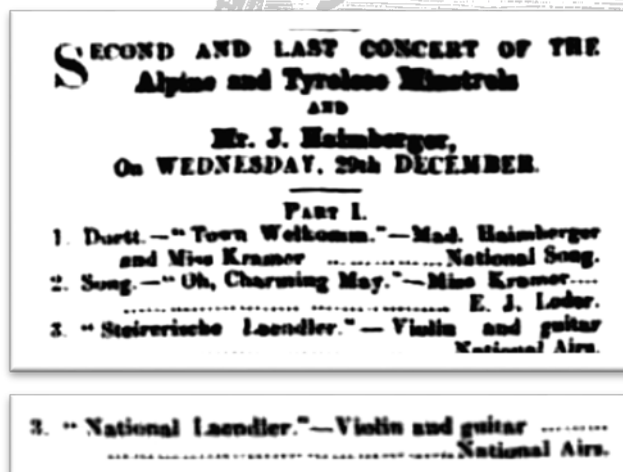 SECOND AND LAST CONCERT OF THE
Alpine and Tyrolese Minstrels
AND
Mr. J. Haimberger,
On WEDNESDAY, 29th DECEMBER.
PART I.
1. Duett.—"Town Welkomm."—Mad. Haimberger
and Miss Kramer ............... National Song.
2. Song.—"Oh, Charming May."—Miss Kramer....
................................................ E. J. Loder.
3. "Steirerische Laendler."—Violin and guitar
National Airs.
3. "National Laendler."—Violin and guitar .........
................................................ National Airs.